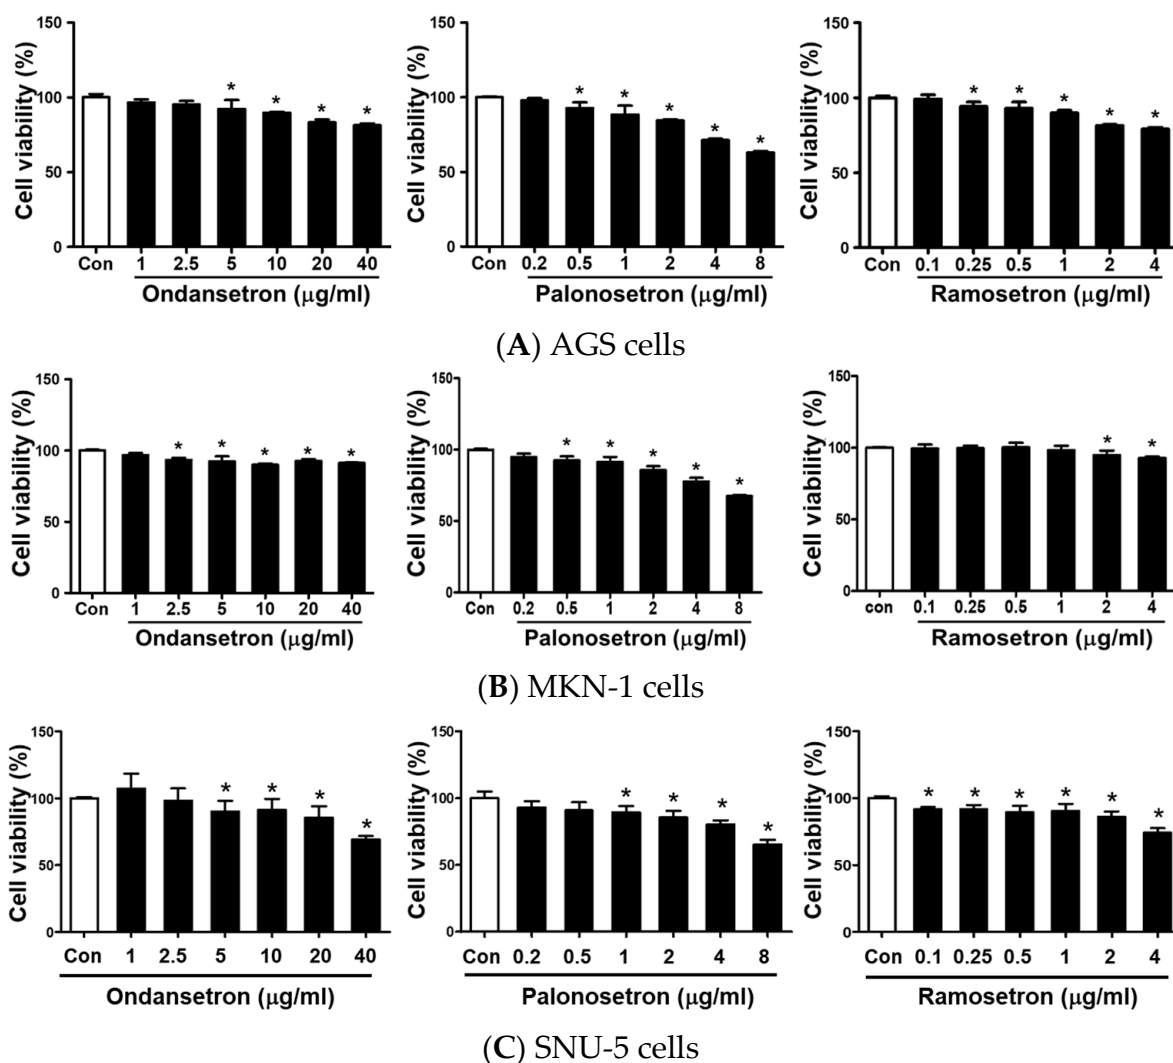 150
100
50
0
Cell viability (%)
*
*
*
*
Con 1 2.5 5 10 20 40
Ondansetron (μg/ml)
150
100
50
0
Cell viability (%)
*
*
*
*
*
Con 0.2 0.5 1 2 4 8
Palonosetron (μg/ml)
150
100
50
0
Cell viability (%)
*
*
*
*
*
Con 0.1 0.25 0.5 1 2 4
Ramosetron (μg/ml)
(A) AGS cells
150
100
50
0
Cell viability (%)
*
*
*
*
*
Con 1 2.5 5 10 20 40
Ondansetron (μg/ml)
150
100
50
0
Cell viability (%)
*
*
*
*
*
Con 0.2 0.5 1 2 4 8
Palonosetron (μg/ml)
150
100
50
0
Cell viability (%)
*
*
con 0.1 0.25 0.5 1 2 4
Ramosetron (μg/ml)
(B) MKN-1 cells
150
100
50
0
Cell viability (%)
*
*
*
*
Con 1 2.5 5 10 20 40
Ondansetron (μg/ml)
150
100
50
0
Cell viability (%)
*
*
*
*
Con 0.2 0.5 1 2 4 8
Palonosetron (μg/ml)
150
100
50
0
Cell viability (%)
*
*
*
*
*
*
Con 0.1 0.25 0.5 1 2 4
Ramosetron (μg/ml)
(C) SNU-5 cells